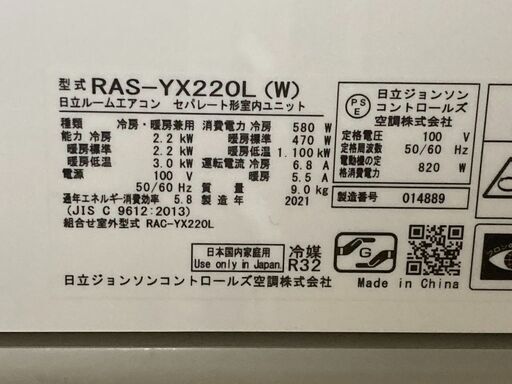 型式 RAS-YX220L (W)
日立ルームエアコン セパレート形室内ユニット
種類 冷房・暖房兼用 消費電力 冷房 580 W
能力 冷房 2.2 kW 暖房標準 470 W
暖房標準 2.2 kW 暖房低温 1.100 kW
暖房低温 3.0 kW 運転電流 冷房 6.8 A
電源 100 V 暖房 5.5 A
50/60 Hz 質量 9.0 kg
通年エネルギー消費効率 5.8 製造年 2021
(JIS C 9612:2013)
組合せ室外型式 RAC-YX220L
PSE
日立ジョンソン
コントロールズ
空調株式会社
定格電圧 100 V
定格周波数 50/60 Hz
電動機の定
格消費電力 820 W
製造番号 014889
日本国内家庭用
Use only in Japan.
冷媒
R32
G
Made in China
日立ジョンソンコントロールズ空調株式会社